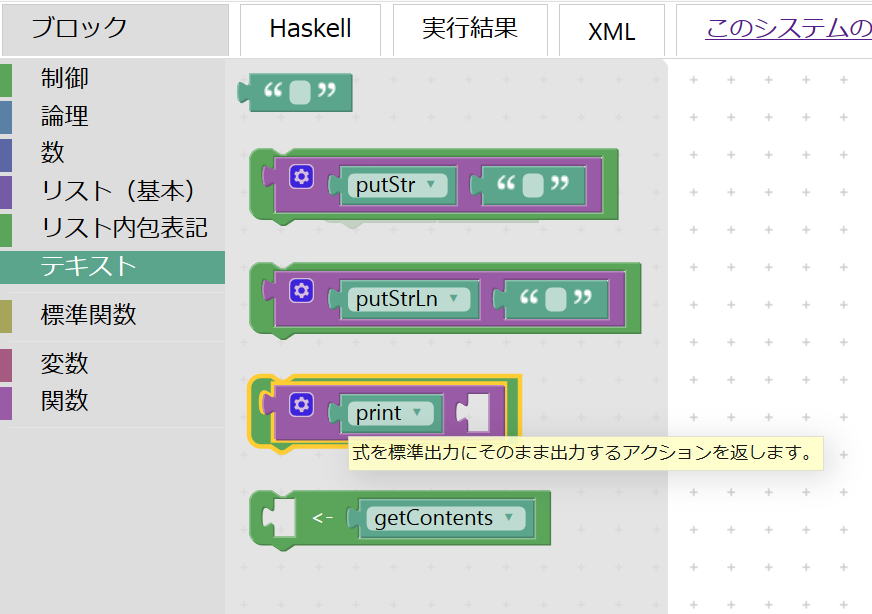 ブロック
Haskell
実行結果
XML
このシステムの
制御
論理
数
リスト（基本）
リスト内包表記
テキスト
標準関数
変数
関数
“ ”
putStr ▼ “ ”
putStrLn ▼ “ ”
print ▼
式を標準出力にそのまま出力するアクションを返します。
<- getContents ▼